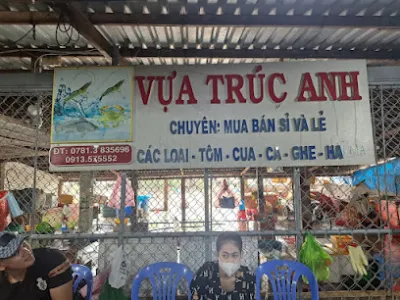 VỰA TRÚC ANH
CHUYÊN: MUA BÁN SỈ VÀ LẺ
CÁC LOẠI - TÔM - CUA - CÁ - GHẸ - HÀ
ĐT: 0781.3 835696
0913.575552